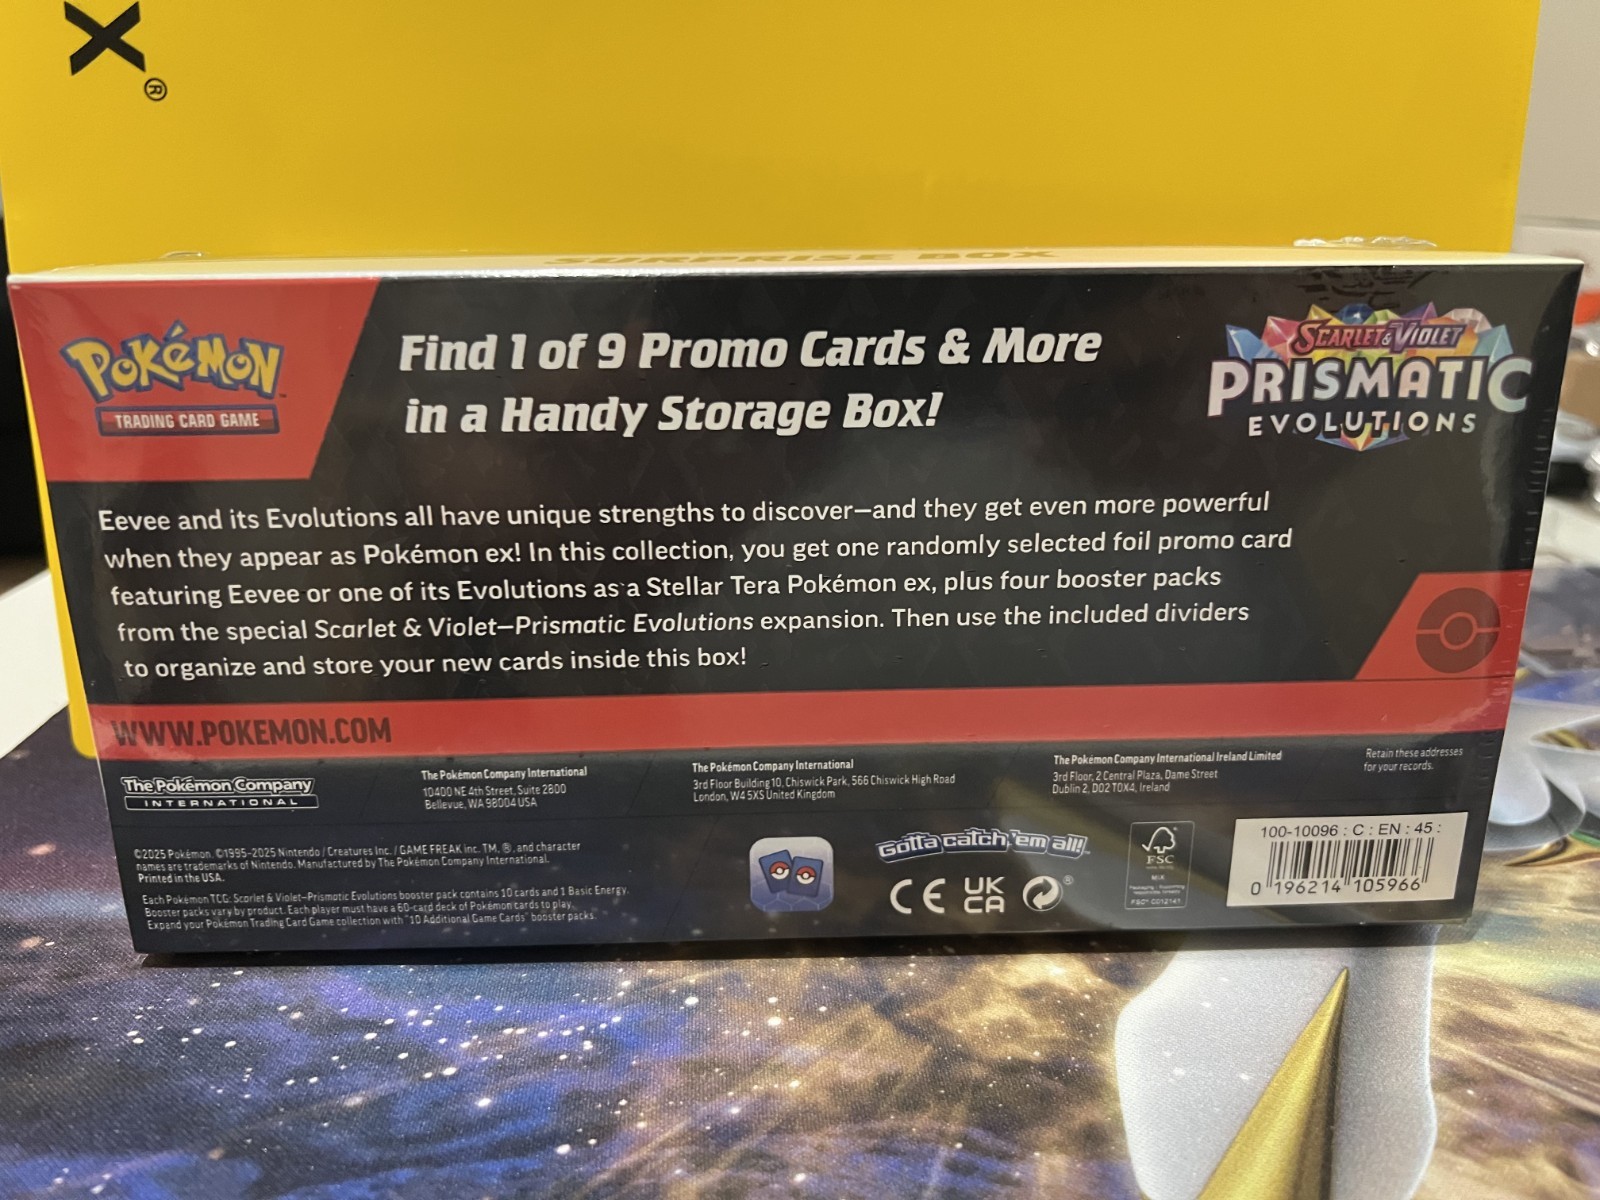 X
®
SURPRISE BOX
POKÉMON
TRADING CARD GAME
Find 1 of 9 Promo Cards & More
in a Handy Storage Box!
SCARLET & VIOLET
PRISMATIC
EVOLUTIONS
Eevee and its Evolutions all have unique strengths to discover—and they get even more powerful
when they appear as Pokémon ex! In this collection, you get one randomly selected foil promo card
featuring Eevee or one of its Evolutions as a Stellar Tera Pokémon ex, plus four booster packs
from the special Scarlet & Violet—Prismatic Evolutions expansion. Then use the included dividers
to organize and store your new cards inside this box!
WWW.POKEMON.COM
The Pokémon Company
INTERNATIONAL
The Pokémon Company International
10400 NE 4th Street, Suite 2800
Bellevue, WA 98004 USA
The Pokémon Company International
3rd Floor Building 10, Chiswick Park, 566 Chiswick High Road
London, W4 5XS United Kingdom
The Pokémon Company International Ireland Limited
3rd Floor, 2 Central Plaza, Dame Street
Dublin 2, D02 T0X4, Ireland
Retain these addresses
for your records.
©2025 Pokémon. ©1995-2025 Nintendo / Creatures Inc. / GAME FREAK inc. TM, ®, and character
names are trademarks of Nintendo. Manufactured by The Pokémon Company International.
Printed in the USA.
Each Pokémon TCG: Scarlet & Violet—Prismatic Evolutions booster pack contains 10 cards and 1 Basic Energy.
Booster packs vary by product. Each player must have a 60-card deck of Pokémon cards to play.
Expand your Pokémon Trading Card Game collection with "10 Additional Game Cards" booster packs.
Gotta catch 'em all!
CE
UK
CA
®
FSC
MIX
FSC® C012141
100-10096 : C : EN : 45 :
0 196214 105966